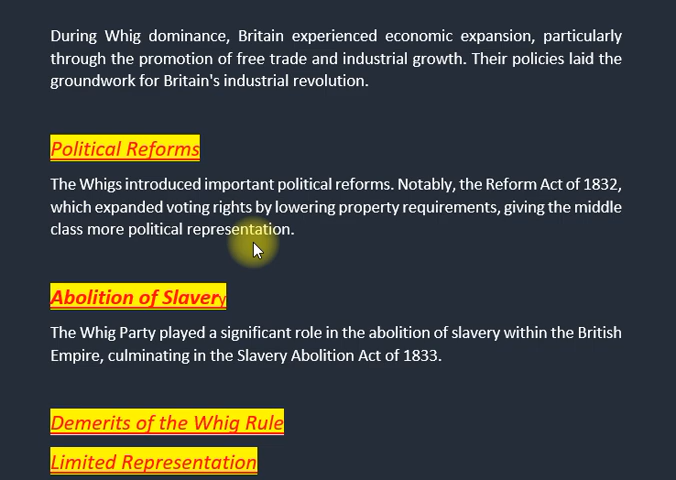 During Whig dominance, Britain experienced economic expansion, particularly
through the promotion of free trade and industrial growth. Their policies laid the
groundwork for Britain's industrial revolution.
Political Reforms
The Whigs introduced important political reforms. Notably, the Reform Act of 1832,
which expanded voting rights by lowering property requirements, giving the middle
class more political representation.
Abolition of Slavery
The Whig Party played a significant role in the abolition of slavery within the British
Empire, culminating in the Slavery Abolition Act of 1833.
Demerits of the Whig Rule
Limited Representation